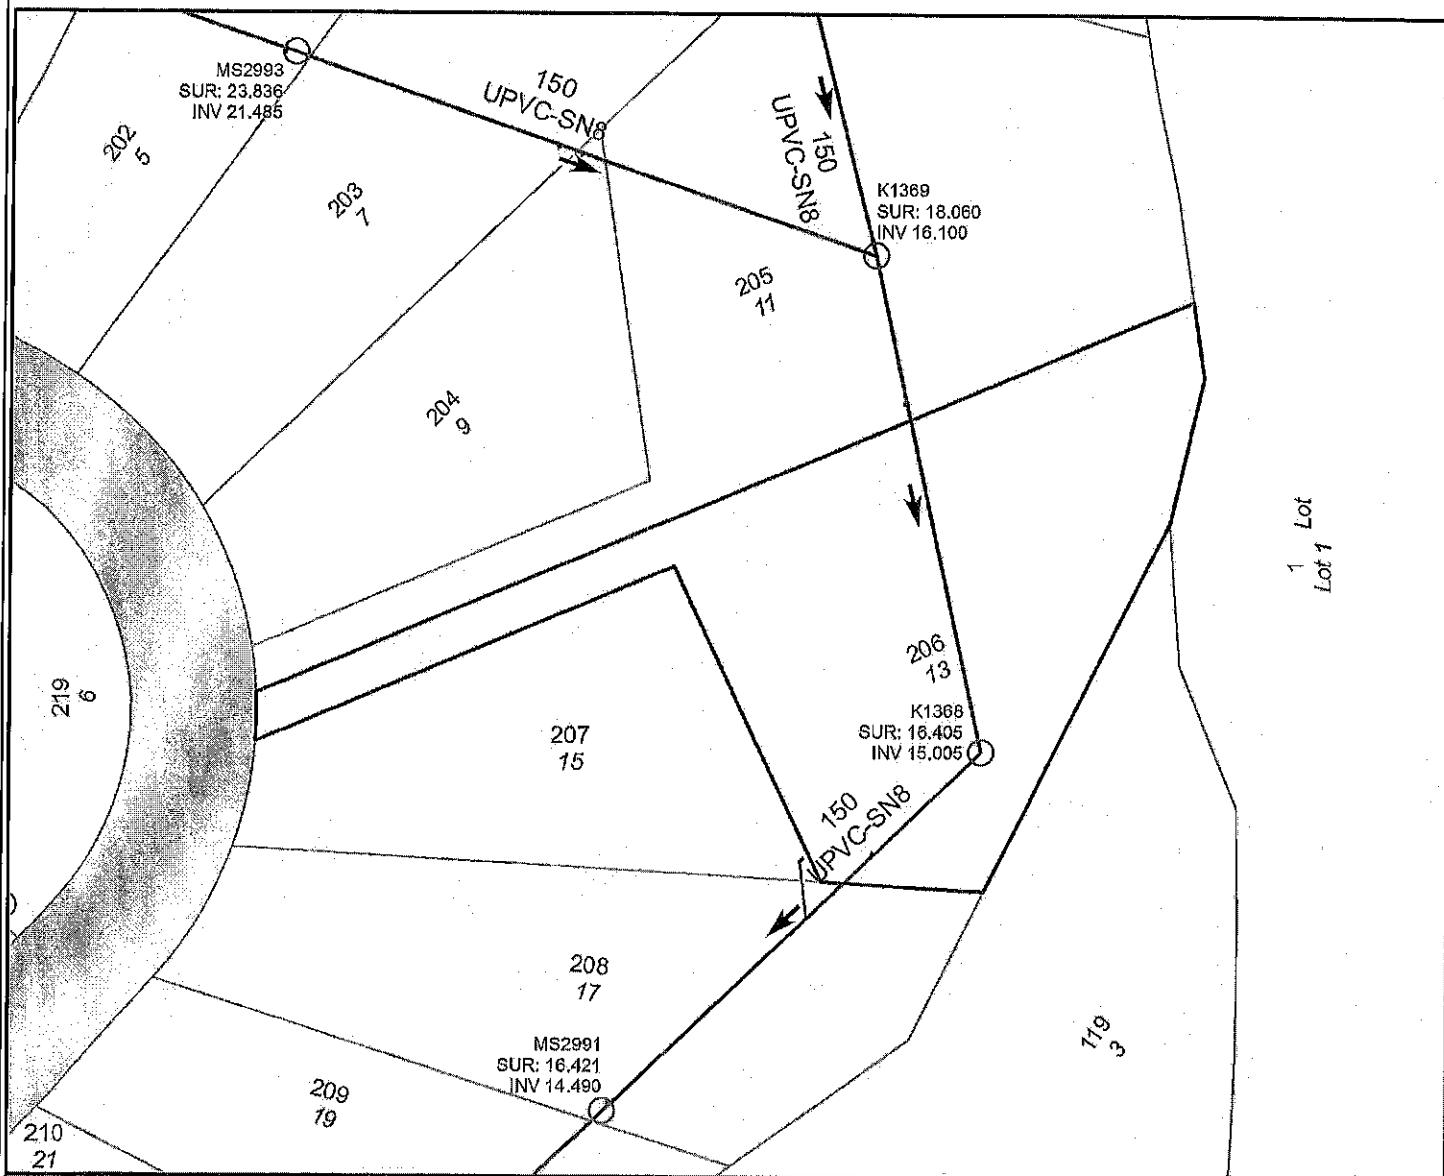 MS2993
SUR: 23.836
INV 21.485
150
UPVC-SN8
150
UPVC-SN8
202
5
203
7
K1369
SUR: 18.060
INV 16.100
205
11
204
9
1 Lot
Lot 1
219
6
206
13
207
15
K1368
SUR: 16.405
INV 15.005
150
UPVC-SN8
208
17
MS2991
SUR: 16.421
INV 14.490
119
3
209
19
210
21